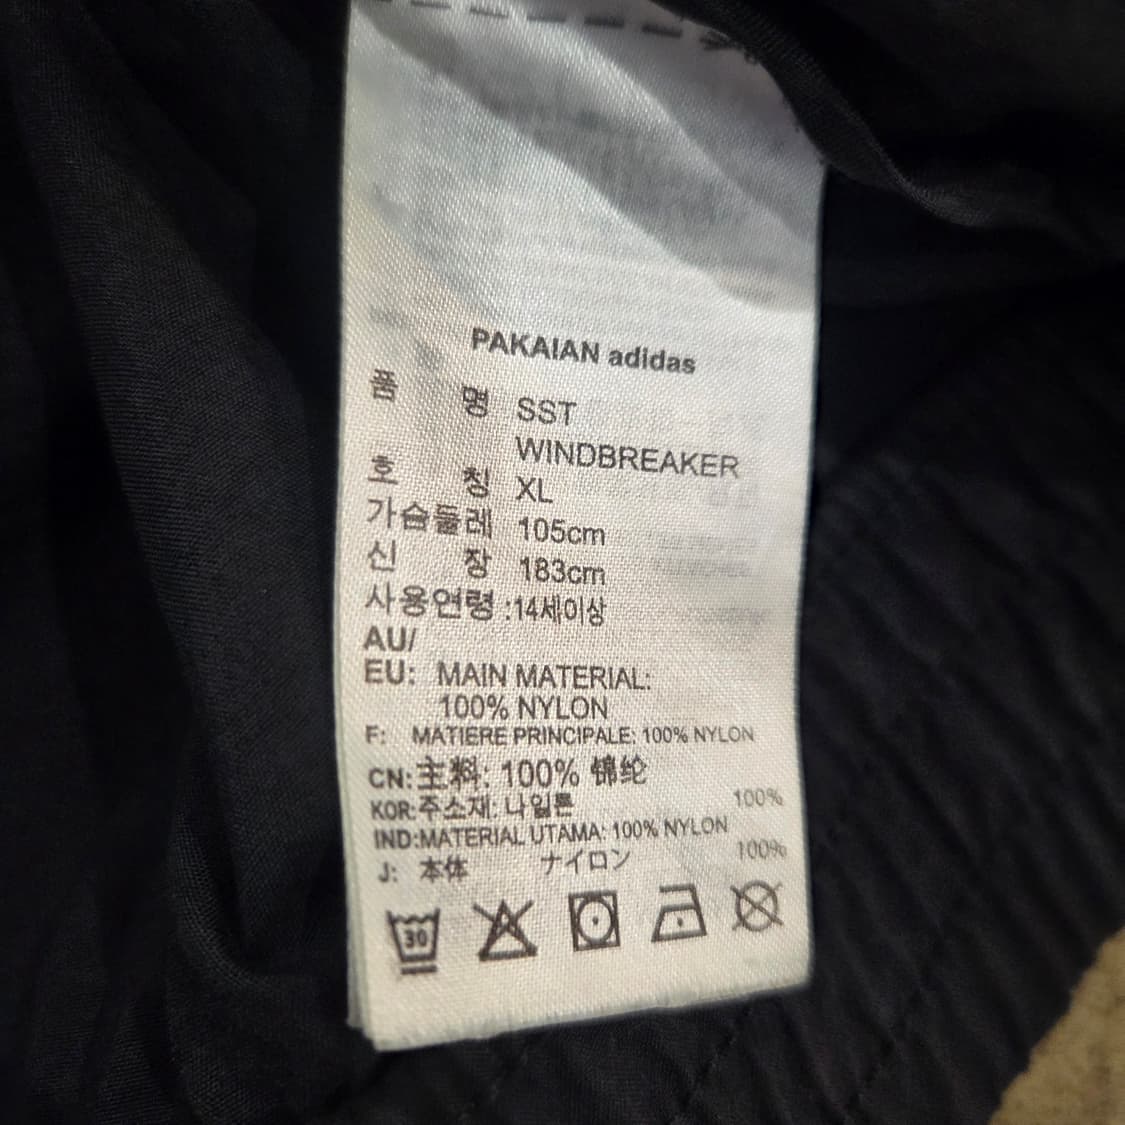 PAKAIAN adidas
품 명 SST
WINDBREAKER
호 칭 XL
가슴둘레 105cm
신 장 183cm
사용연령 :14세이상
AU/
EU: MAIN MATERIAL:
100% NYLON
F: MATIERE PRINCIPALE: 100% NYLON
CN:主料: 100% 锦纶
KOR:주소재: 나일론 100%
IND:MATERIAL UTAMA: 100% NYLON
J: 本体 ナイロン 100%
30